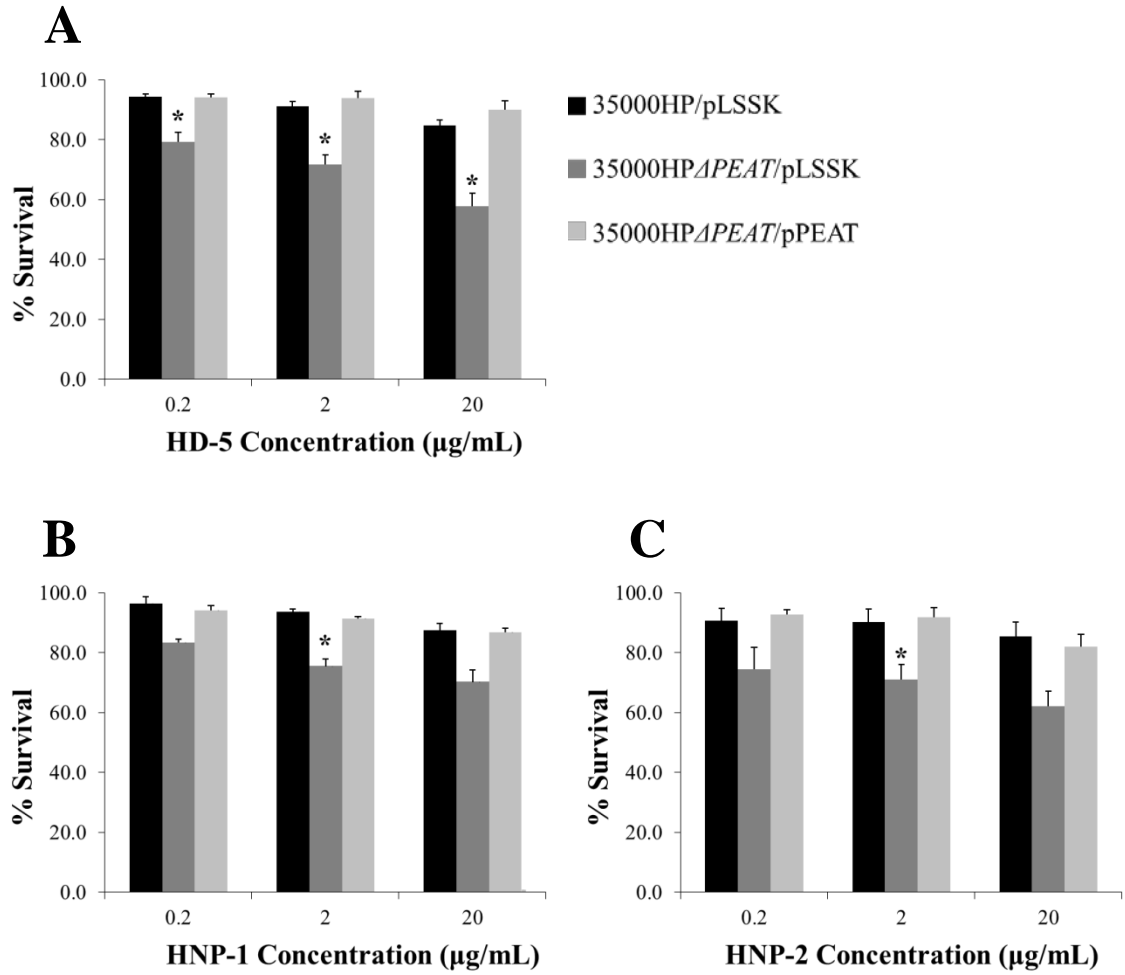 A
100.0
80.0
60.0
40.0
20.0
0.0
% Survival
*
*
*
0.2
2
20
HD-5 Concentration (µg/mL)
35000HP/pLSSK
35000HPΔPEAT/pLSSK
35000HPΔPEAT/pPEAT
B
100.0
80.0
60.0
40.0
20.0
0.0
% Survival
*
0.2
2
20
HNP-1 Concentration (µg/mL)
C
100.0
80.0
60.0
40.0
20.0
0.0
% Survival
*
0.2
2
20
HNP-2 Concentration (µg/mL)